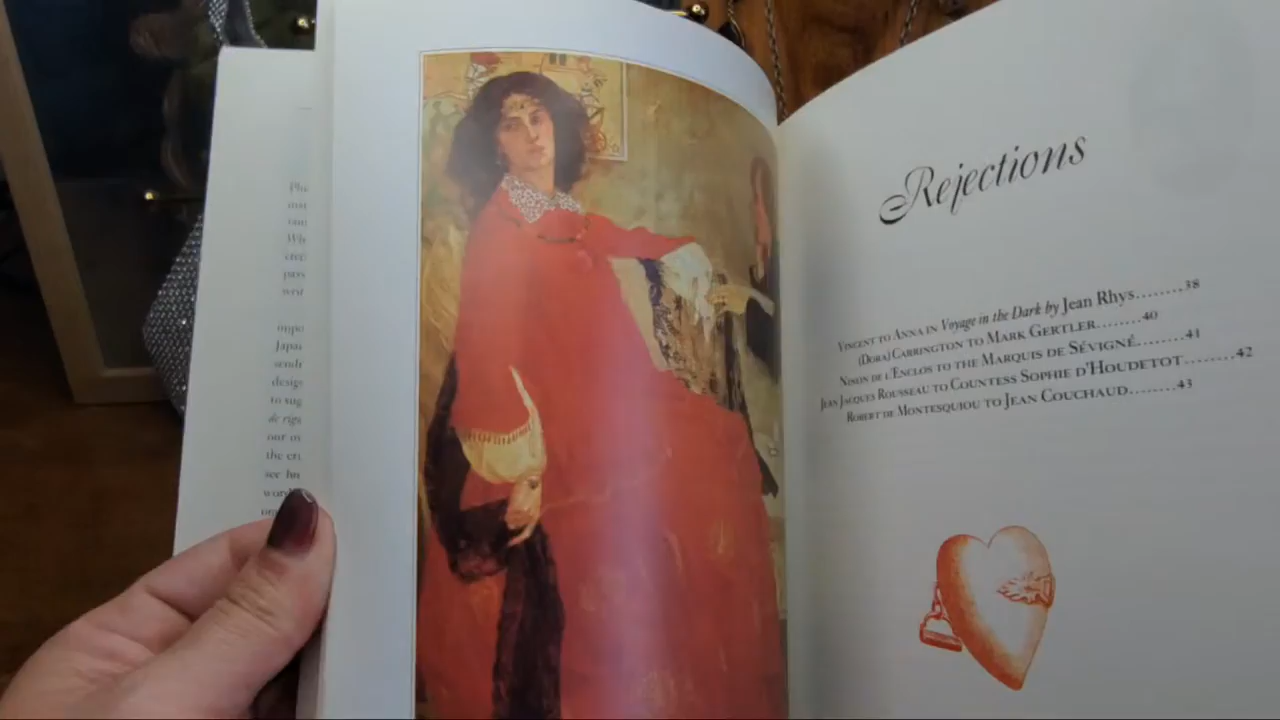 Rejections
VINCENT TO ANNA IN Voyage in the Dark by JEAN RHYS........38
(DORA) CARRINGTON TO MARK GERTLER........40
NINON DE L'ENCLOS TO THE MARQUIS DE SÉVIGNÉ........41
JEAN JACQUES ROUSSEAU TO COUNTESS SOPHIE D'HOUDETOT........42
ROBERT DE MONTESQUIOU TO JEAN COUCHAUD........43